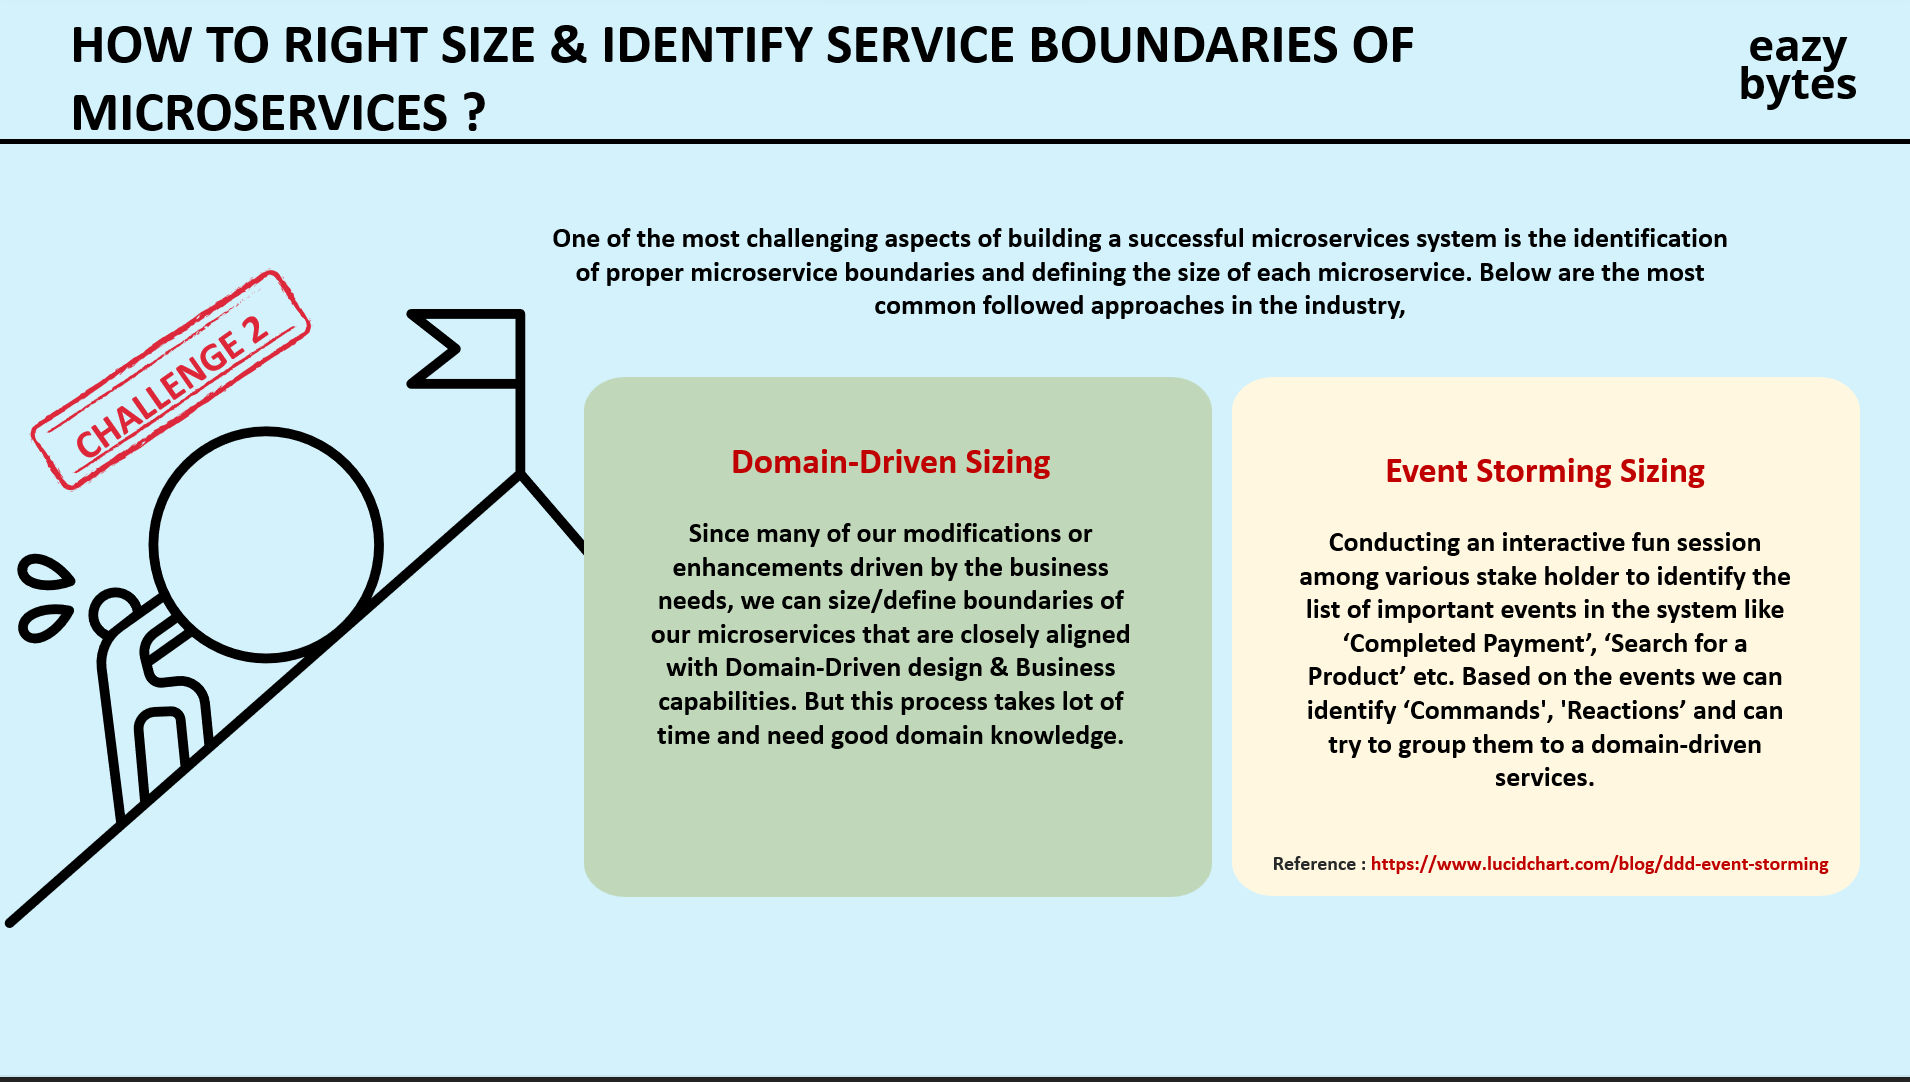 HOW TO RIGHT SIZE & IDENTIFY SERVICE BOUNDARIES OF
MICROSERVICES ?
eazy
bytes
One of the most challenging aspects of building a successful microservices system is the identification
of proper microservice boundaries and defining the size of each microservice. Below are the most
common followed approaches in the industry,
CHALLENGE 2
Domain-Driven Sizing
Since many of our modifications or
enhancements driven by the business
needs, we can size/define boundaries of
our microservices that are closely aligned
with Domain-Driven design & Business
capabilities. But this process takes lot of
time and need good domain knowledge.
Event Storming Sizing
Conducting an interactive fun session
among various stake holder to identify the
list of important events in the system like
‘Completed Payment’, ‘Search for a
Product’ etc. Based on the events we can
identify ‘Commands', 'Reactions’ and can
try to group them to a domain-driven
services.
Reference : https://www.lucidchart.com/blog/ddd-event-storming